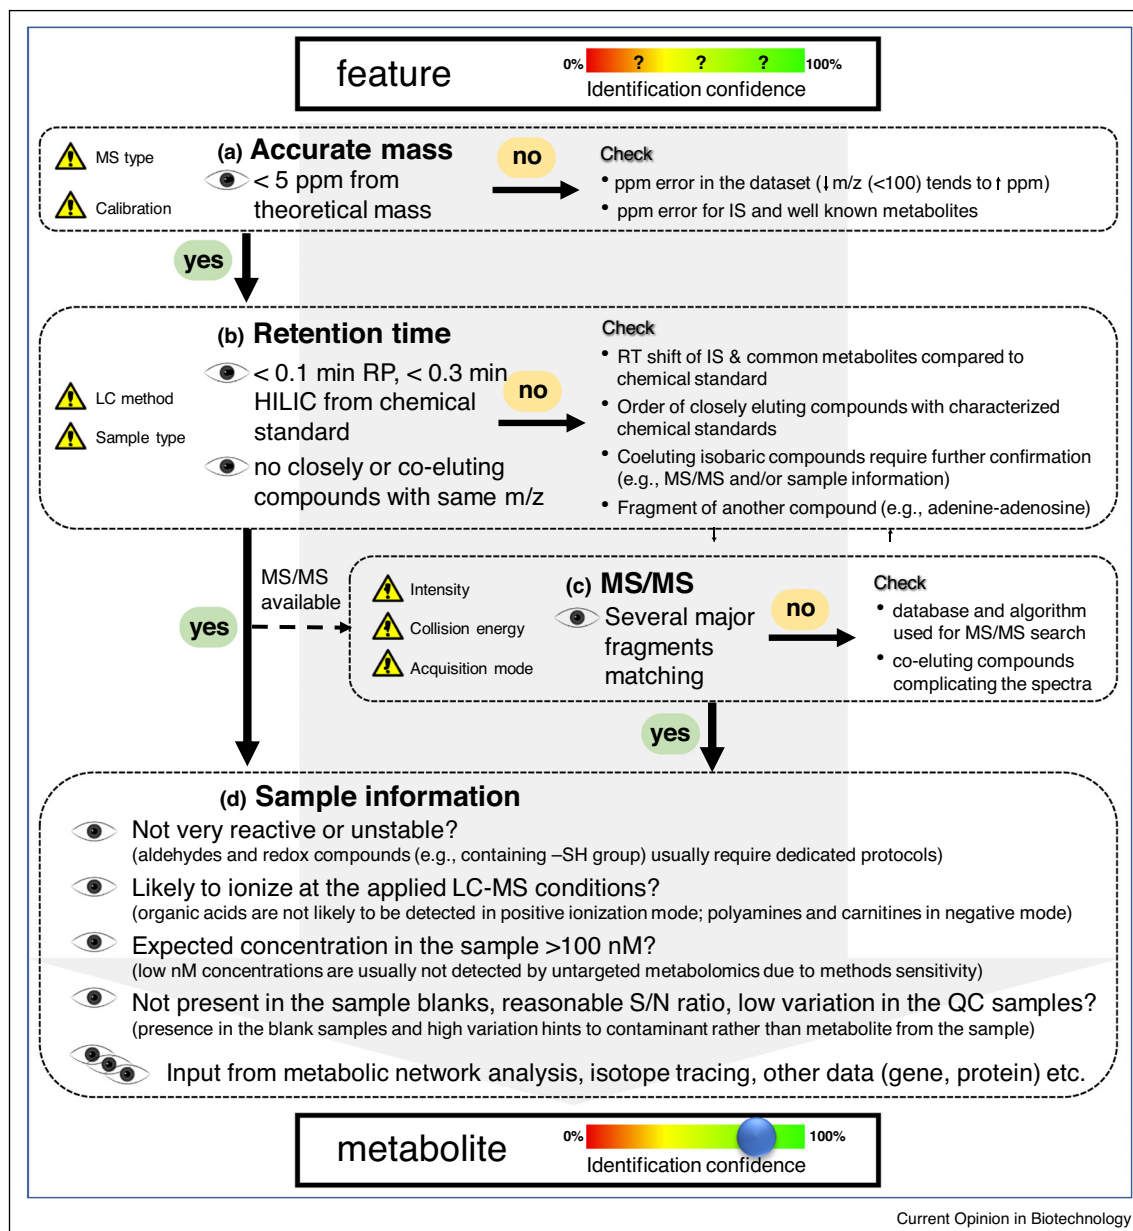 feature
0% ? ? ? 100%
Identification confidence
MS type
Calibration
(a) Accurate mass
< 5 ppm from
theoretical mass
no
Check
• ppm error in the dataset (↓m/z (<100) tends to ↑ ppm)
• ppm error for IS and well known metabolites
yes
LC method
Sample type
(b) Retention time
< 0.1 min RP, < 0.3 min
HILIC from chemical
standard
no closely or co-eluting
compounds with same m/z
no
Check
• RT shift of IS & common metabolites compared to
chemical standard
• Order of closely eluting compounds with characterized
chemical standards
• Coeluting isobaric compounds require further confirmation
(e.g., MS/MS and/or sample information)
• Fragment of another compound (e.g., adenine-adenosine)
yes
MS/MS
available
Intensity
Collision energy
Acquisition mode
(c) MS/MS
Several major
fragments
matching
no
Check
• database and algorithm
used for MS/MS search
• co-eluting compounds
complicating the spectra
yes
(d) Sample information
Not very reactive or unstable?
(aldehydes and redox compounds (e.g., containing –SH group) usually require dedicated protocols)
Likely to ionize at the applied LC-MS conditions?
(organic acids are not likely to be detected in positive ionization mode; polyamines and carnitines in negative mode)
Expected concentration in the sample >100 nM?
(low nM concentrations are usually not detected by untargeted metabolomics due to methods sensitivity)
Not present in the sample blanks, reasonable S/N ratio, low variation in the QC samples?
(presence in the blank samples and high variation hints to contaminant rather than metabolite from the sample)
Input from metabolic network analysis, isotope tracing, other data (gene, protein) etc.
metabolite
0% 100%
Identification confidence
Current Opinion in Biotechnology